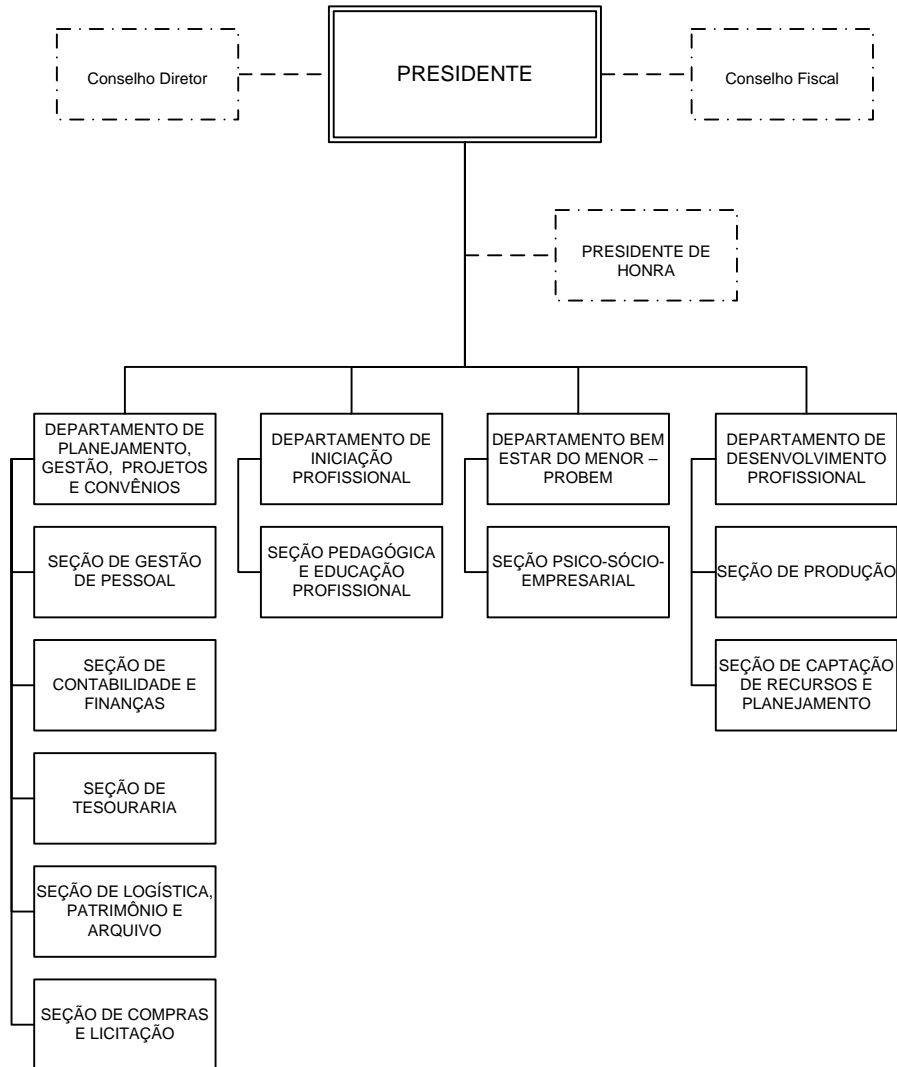 Conselho Diretor
PRESIDENTE
Conselho Fiscal
PRESIDENTE DE
HONRA
DEPARTAMENTO DE
PLANEJAMENTO,
GESTÃO, PROJETOS
E CONVÊNIOS
DEPARTAMENTO DE
INICIAÇÃO
PROFISSIONAL
DEPARTAMENTO BEM
ESTAR DO MENOR –
PROBEM
DEPARTAMENTO DE
DESENVOLVIMENTO
PROFISSIONAL
SEÇÃO DE GESTÃO
DE PESSOAL
SEÇÃO PEDAGÓGICA
E EDUCAÇÃO
PROFISSIONAL
SEÇÃO PSICO-SÓCIO-
EMPRESARIAL
SEÇÃO DE PRODUÇÃO
SEÇÃO DE
CONTABILIDADE E
FINANÇAS
SEÇÃO DE CAPTAÇÃO
DE RECURSOS E
PLANEJAMENTO
SEÇÃO DE
TESOURARIA
SEÇÃO DE LOGÍSTICA,
PATRIMÔNIO E
ARQUIVO
SEÇÃO DE COMPRAS
E LICITAÇÃO